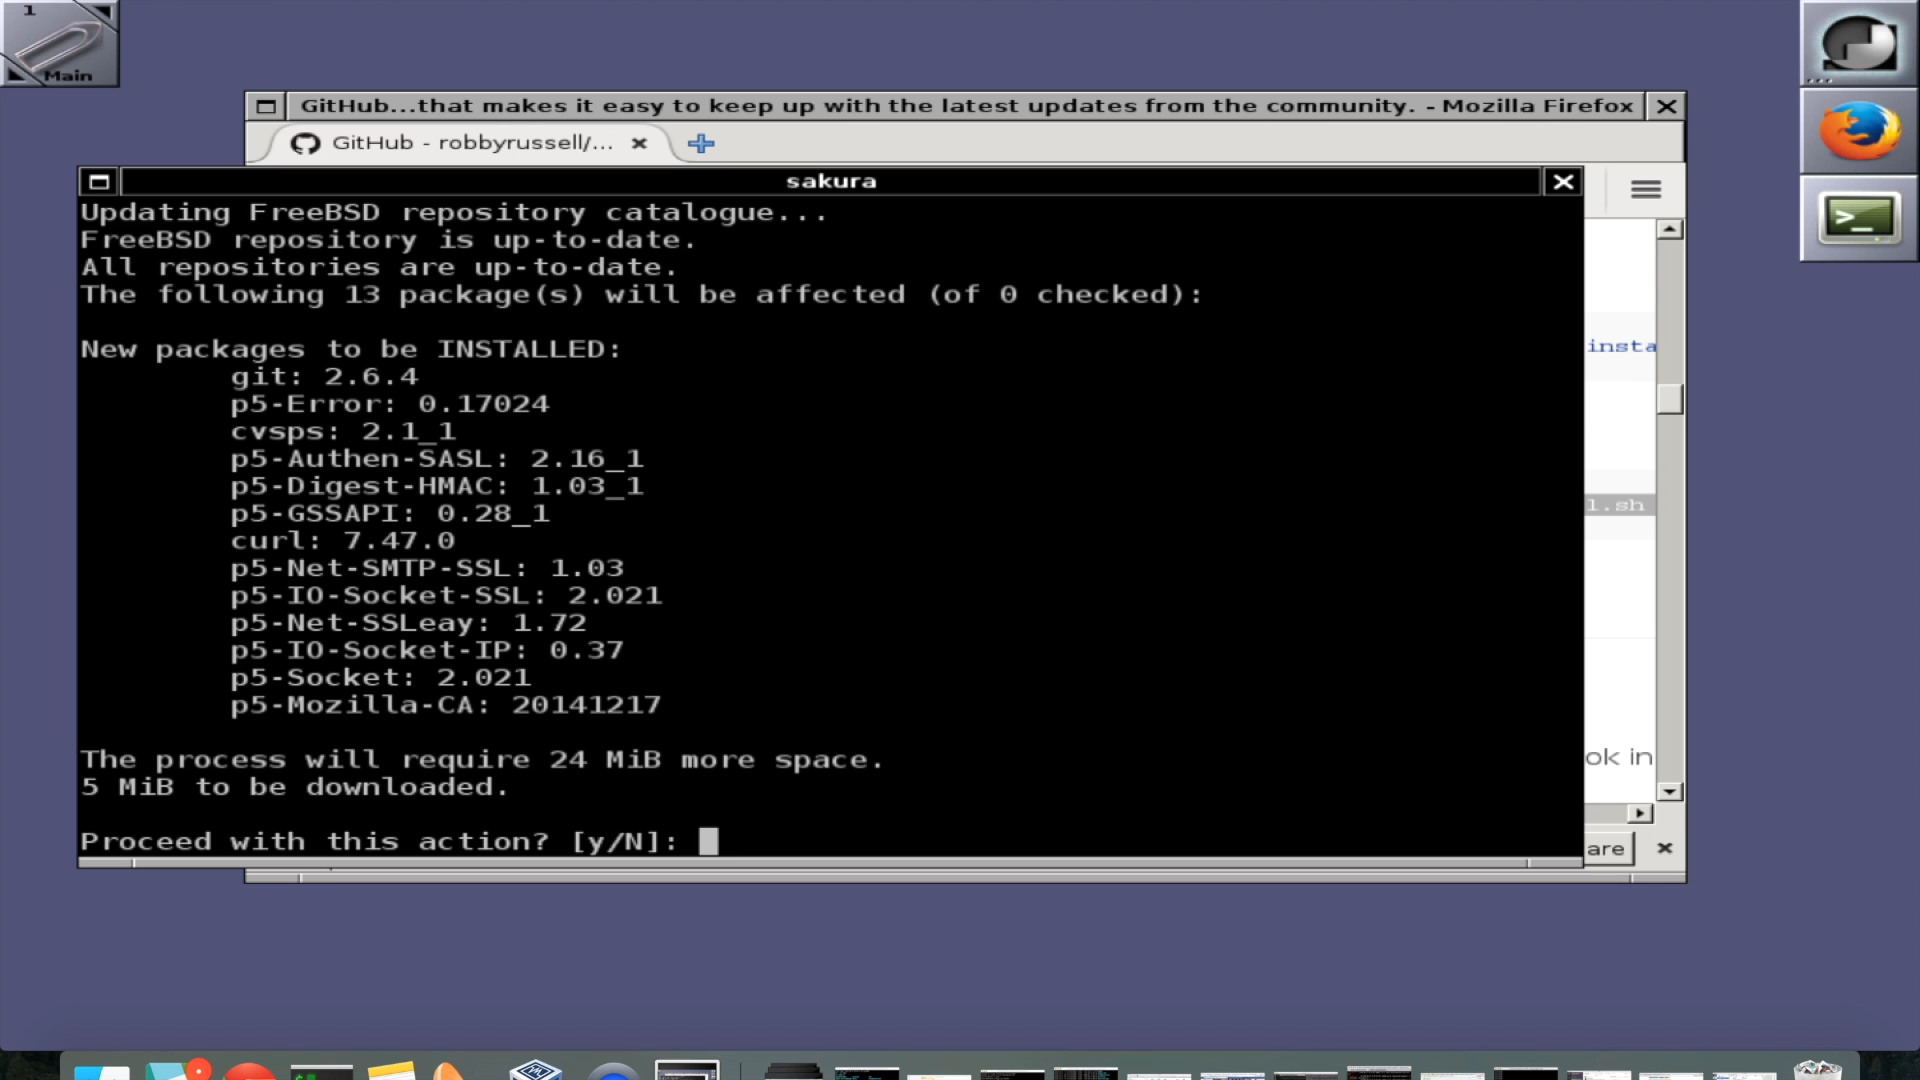 1
Main
GitHub...that makes it easy to keep up with the latest updates from the community. - Mozilla Firefox
GitHub - robbyrussell/...
sakura
Updating FreeBSD repository catalogue...
FreeBSD repository is up-to-date.
All repositories are up-to-date.
The following 13 package(s) will be affected (of 0 checked):
New packages to be INSTALLED:
git: 2.6.4
p5-Error: 0.17024
cvsps: 2.1_1
p5-Authen-SASL: 2.16_1
p5-Digest-HMAC: 1.03_1
p5-GSSAPI: 0.28_1
curl: 7.47.0
p5-Net-SMTP-SSL: 1.03
p5-IO-Socket-SSL: 2.021
p5-Net-SSLeay: 1.72
p5-IO-Socket-IP: 0.37
p5-Socket: 2.021
p5-Mozilla-CA: 20141217
The process will require 24 MiB more space.
5 MiB to be downloaded.
Proceed with this action? [y/N]:
insta
l.sh
ok in
are